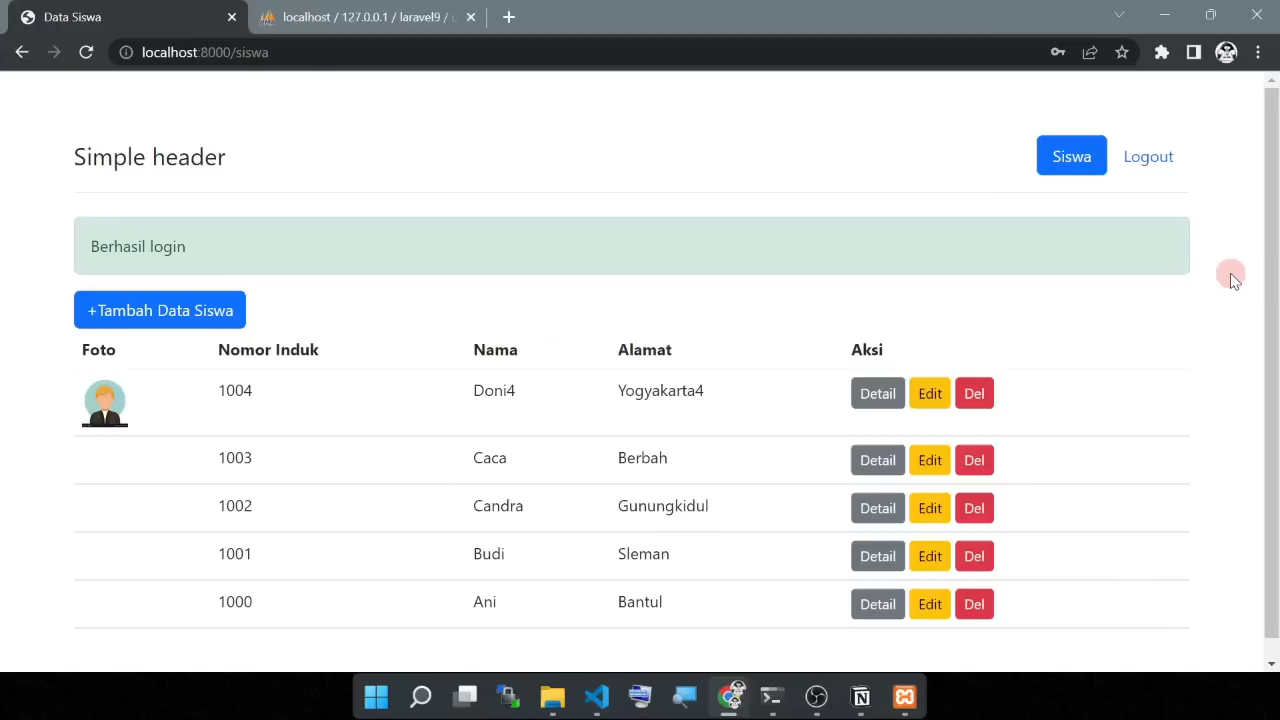 Data Siswa
localhost / 127.0.0.1 / laravel9 /
localhost:8000/siswa
Simple header
Siswa
Logout
Berhasil login
+Tambah Data Siswa
Foto Nomor Induk Nama Alamat Aksi
1004 Doni4 Yogyakarta4 Detail Edit Del
1003 Caca Berbah Detail Edit Del
1002 Candra Gunungkidul Detail Edit Del
1001 Budi Sleman Detail Edit Del
1000 Ani Bantul Detail Edit Del